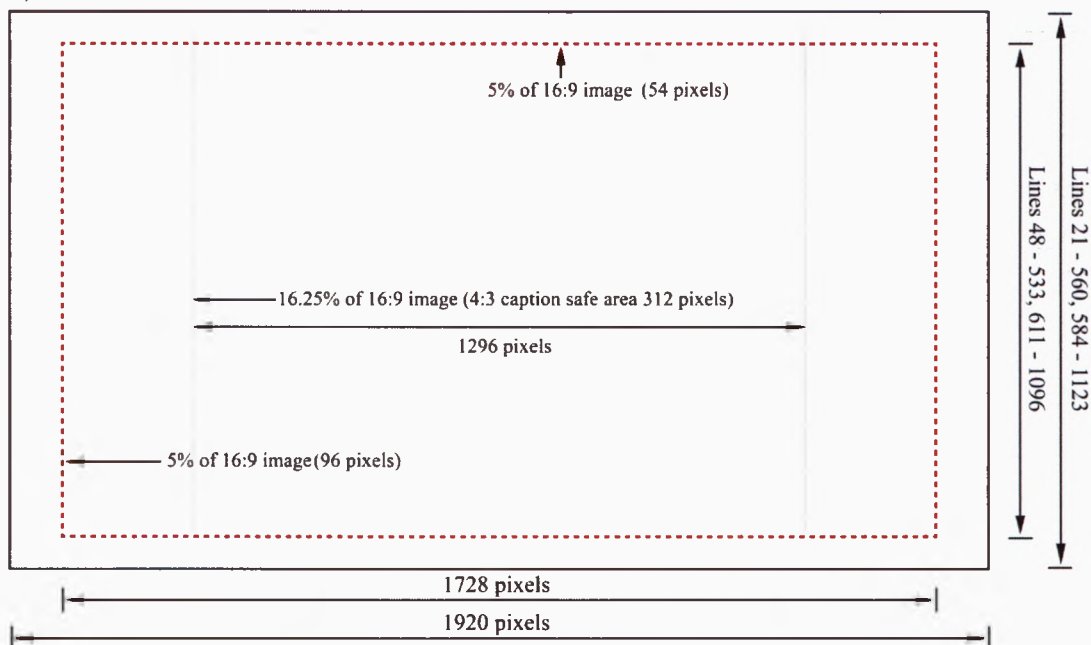 5% of 16:9 image (54 pixels)
16.25% of 16:9 image (4:3 caption safe area 312 pixels)
1296 pixels
5% of 16:9 image (96 pixels)
Lines 48 - 533, 611 - 1096
Lines 21 - 560, 584 - 1123
1728 pixels
1920 pixels